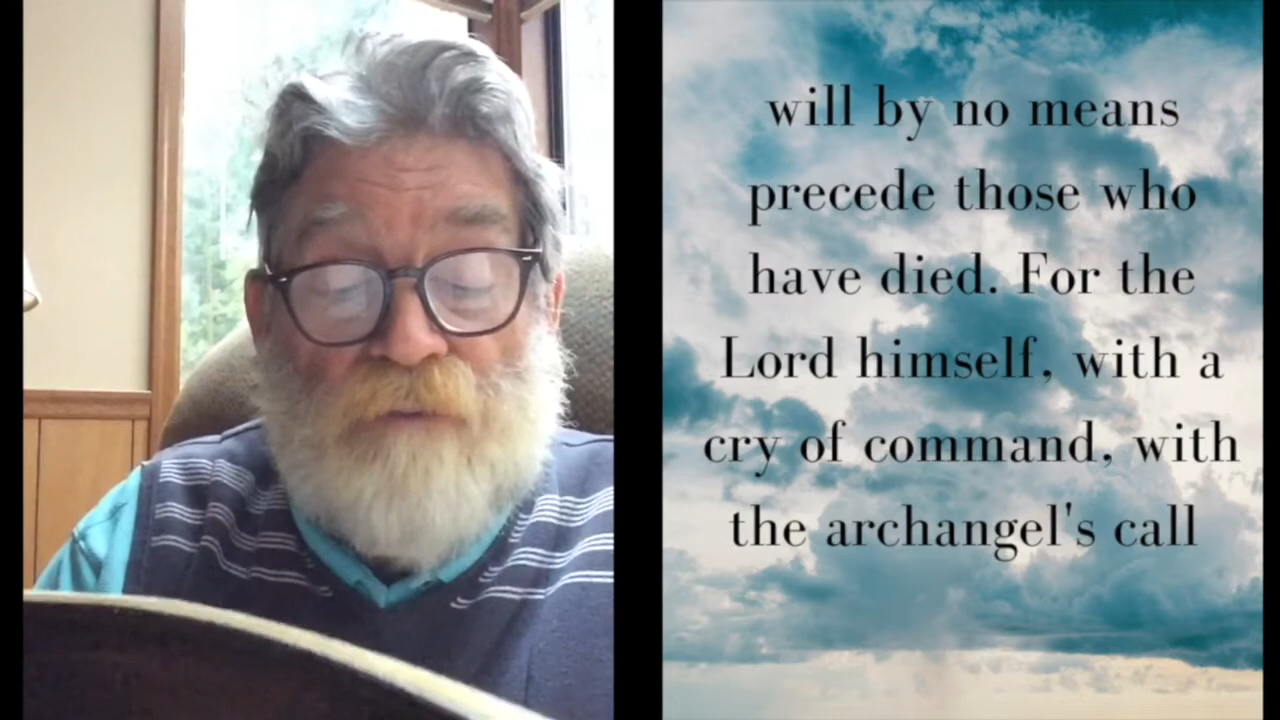 will by no means
precede those who
have died. For the
Lord himself, with a
cry of command, with
the archangel's call